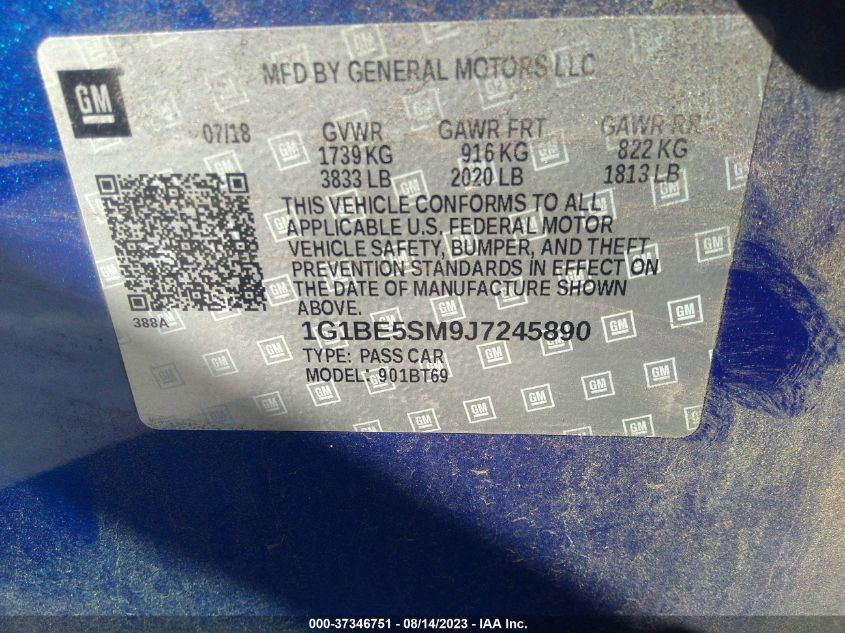 MFD BY GENERAL MOTORS LLC
GM
07/18 GVWR GAWR FRT GAWR RR
1739 KG 916 KG 822 KG
3833 LB 2020 LB 1813 LB
THIS VEHICLE CONFORMS TO ALL
APPLICABLE U.S. FEDERAL MOTOR
VEHICLE SAFETY, BUMPER, AND THEFT
PREVENTION STANDARDS IN EFFECT ON
THE DATE OF MANUFACTURE SHOWN
ABOVE.
388A
1G1BE5SM9J7245890
TYPE: PASS CAR
MODEL: 901BT69
000-37346751 - 08/14/2023 - IAA Inc.